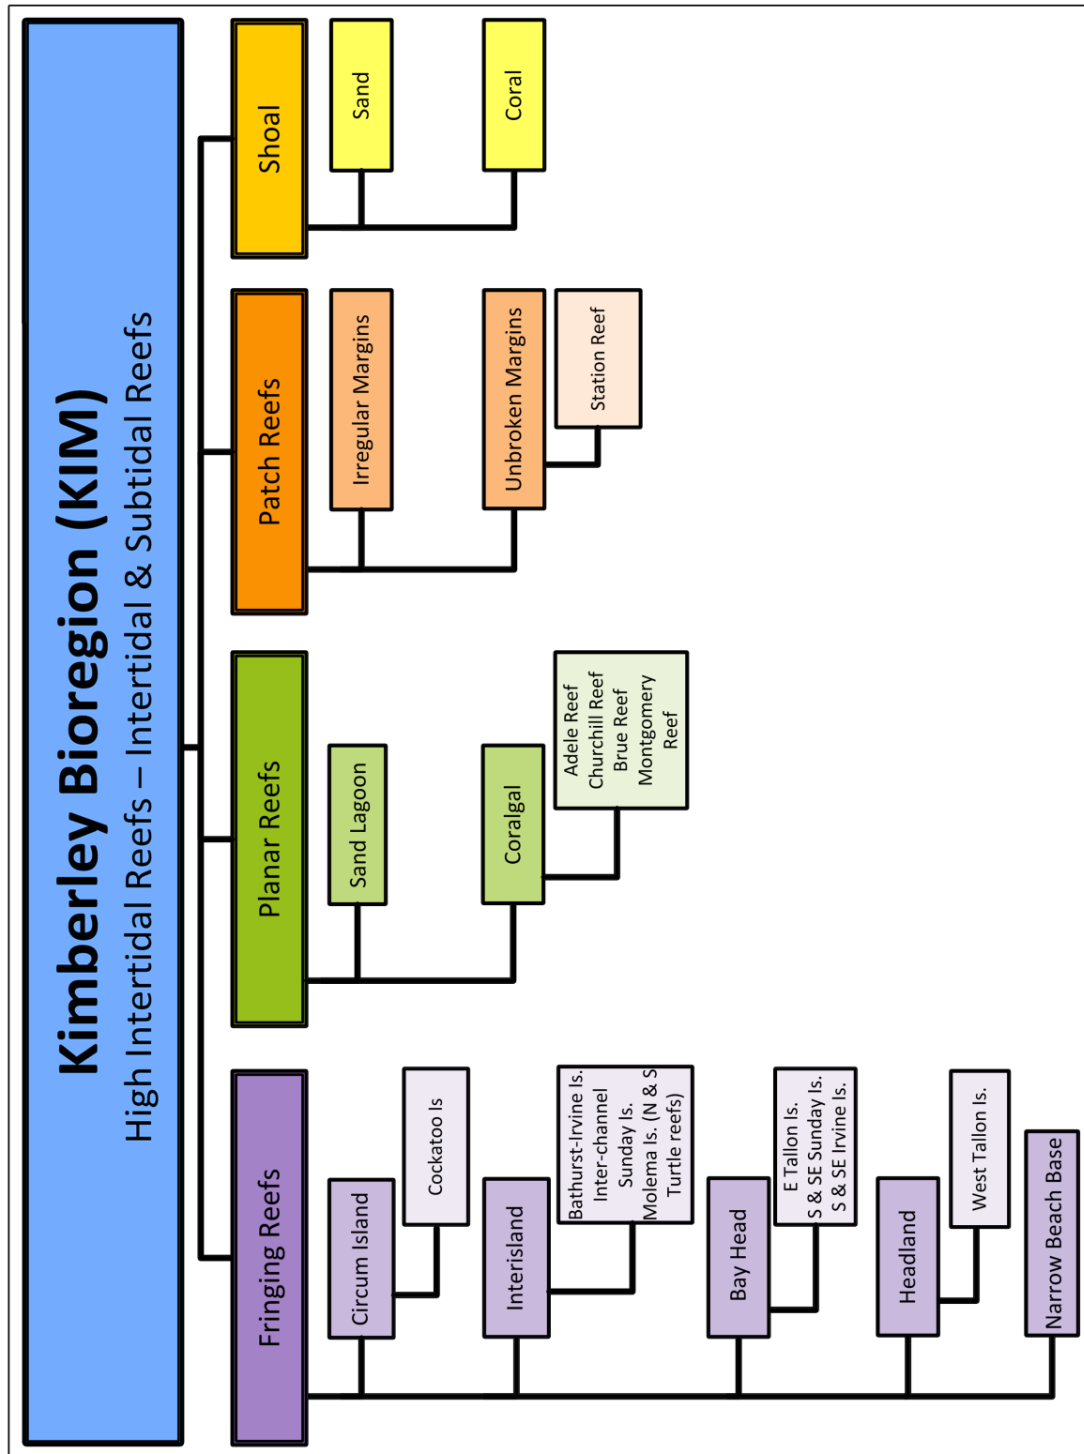 Kimberley Bioregion (KIM)
High Intertidal Reefs – Intertidal & Subtidal Reefs
Fringing Reefs
Circum Island
Cockatoo Is
Interisland
Bathurst-Irvine Is.
Inter-channel
Sunday Is.
Molema Is. (N & S
Turtle reefs)
Bay Head
E Tallon Is.
S & SE Sunday Is.
S & SE Irvine Is.
Headland
West Tallon Is.
Narrow Beach Base
Planar Reefs
Sand Lagoon
Coralgal
Adele Reef
Churchill Reef
Brue Reef
Montgomery
Reef
Patch Reefs
Irregular Margins
Unbroken Margins
Station Reef
Shoal
Sand
Coral